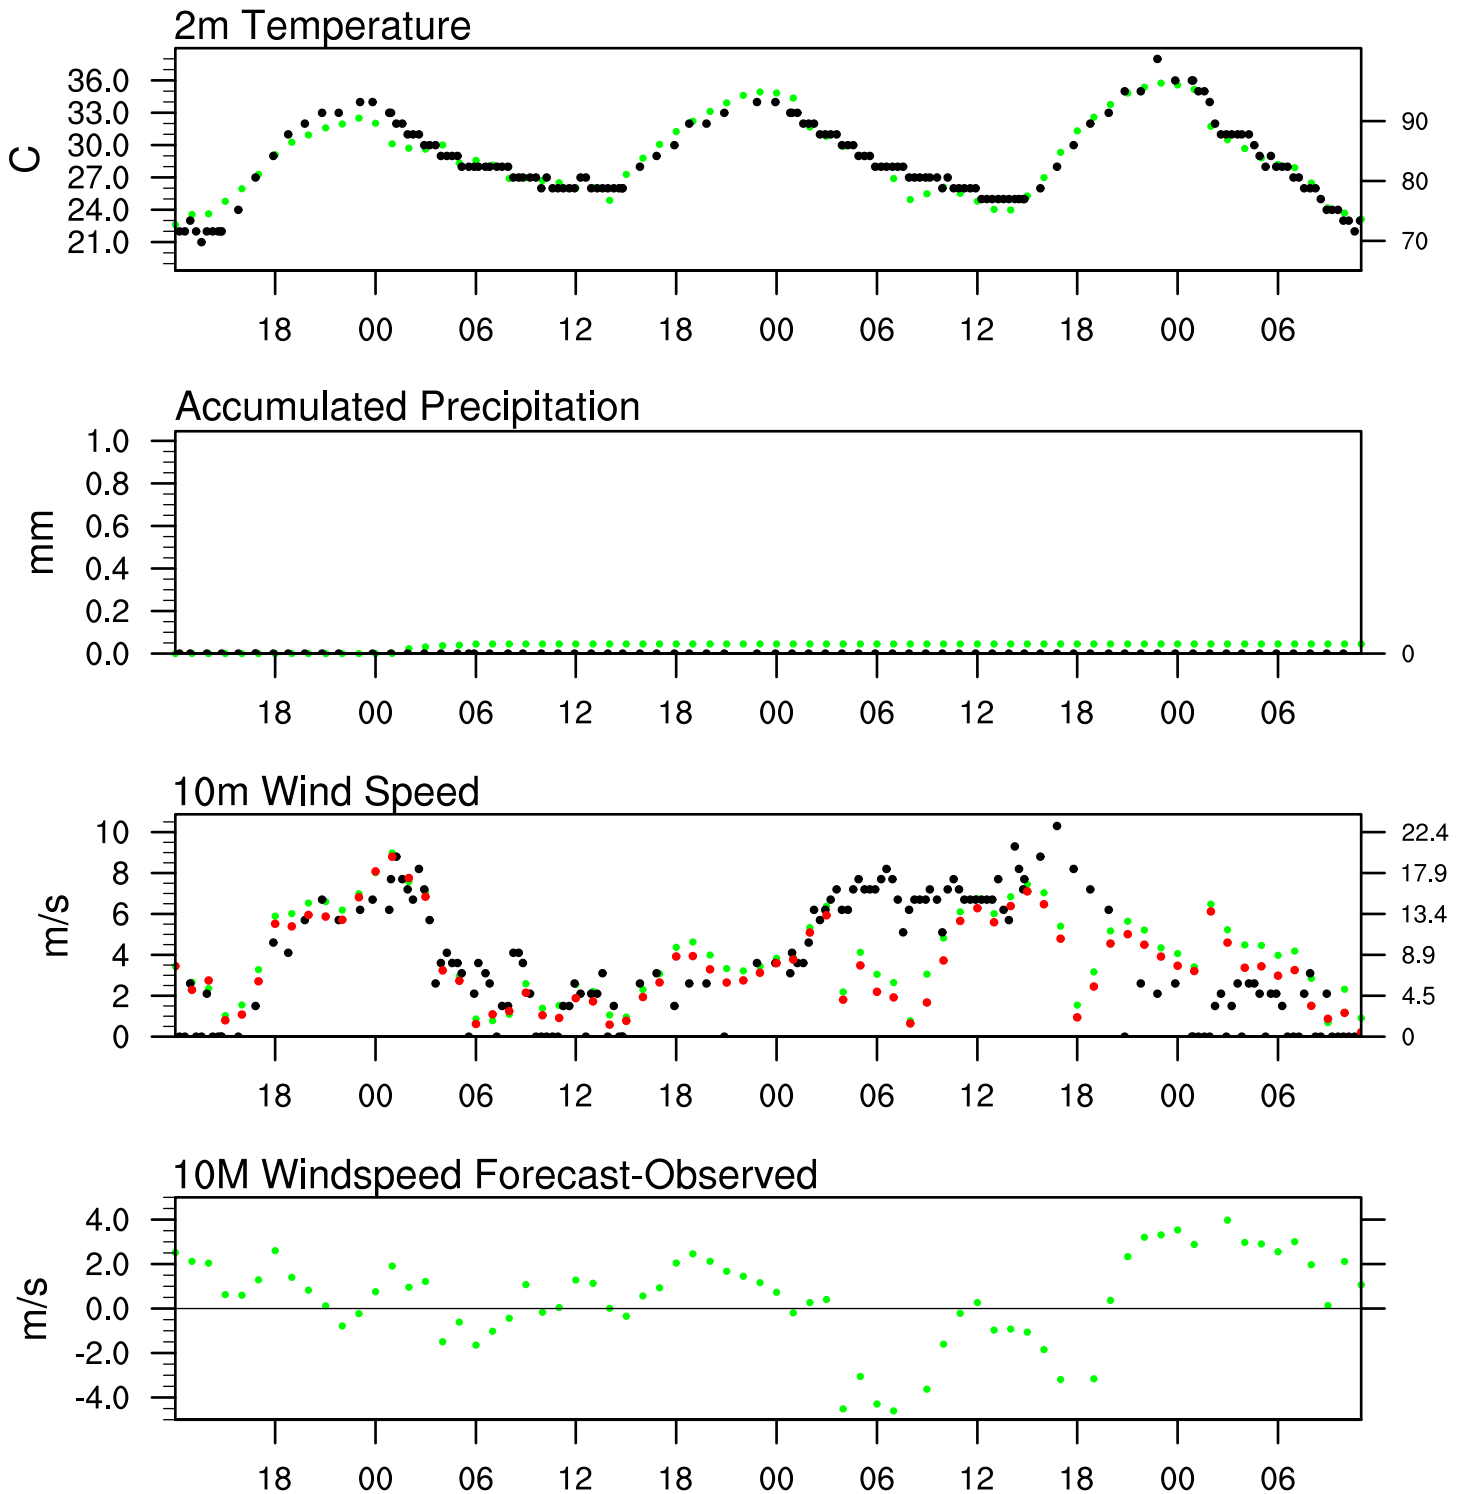 2m Temperature
C
36.0
33.0
30.0
27.0
24.0
21.0
90
80
70
18 00 06 12 18 00 06 12 18 00 06
Accumulated Precipitation
mm
1.0
0.8
0.6
0.4
0.2
0.0
0
18 00 06 12 18 00 06 12 18 00 06
10m Wind Speed
m/s
10
8
6
4
2
0
22.4
17.9
13.4
8.9
4.5
0
18 00 06 12 18 00 06 12 18 00 06
10M Windspeed Forecast-Observed
m/s
4.0
2.0
0.0
-2.0
-4.0
18 00 06 12 18 00 06 12 18 00 06